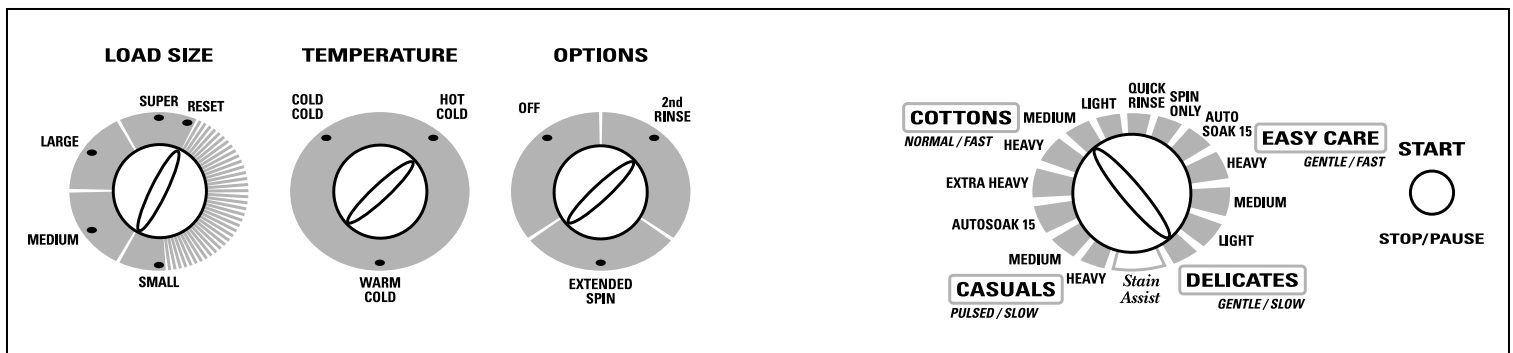 LOAD SIZE
SUPER
RESET
LARGE
MEDIUM
SMALL
TEMPERATURE
COLD
COLD
HOT
COLD
WARM
COLD
OPTIONS
OFF
2nd
RINSE
EXTENDED
SPIN
COTTONS
NORMAL / FAST
MEDIUM
LIGHT
QUICK
RINSE
SPIN
ONLY
AUTO
SOAK 15
HEAVY
EXTRA HEAVY
AUTOSOAK 15
MEDIUM
HEAVY
CASUALS
PULSED / SLOW
Stain
Assist
EASY CARE
GENTLE / FAST
HEAVY
MEDIUM
LIGHT
DELICATES
GENTLE / SLOW
START
STOP/PAUSE